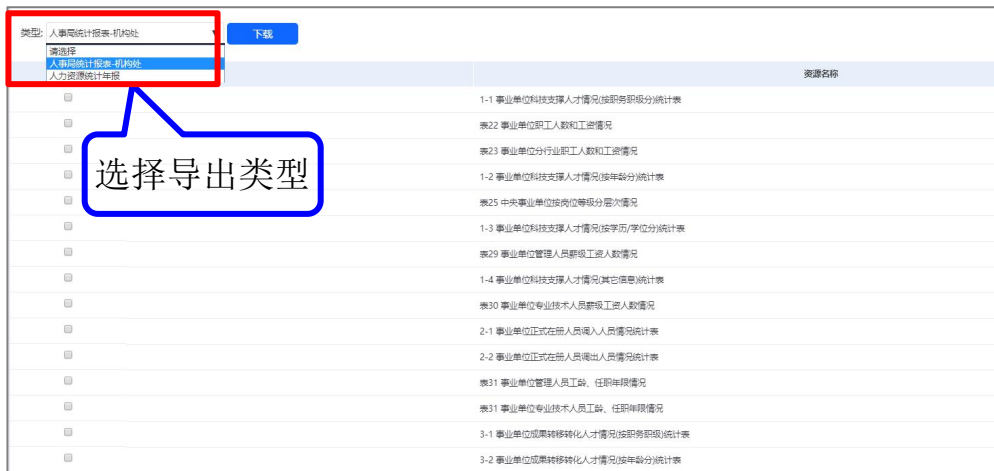 类型: 人事局统计报表-机构处 下载
请选择
人事局统计报表-机构处
人力资源统计年报
资源名称
1-1 事业单位科技支撑人才情况(按职务职级分)统计表
表22 事业单位职工人数和工资情况
表23 事业单位分行业职工人数和工资情况
选择导出类型
1-2 事业单位科技支撑人才情况(按年龄分)统计表
表25 中央事业单位按岗位等级分层次情况
1-3 事业单位科技支撑人才情况(按学历/学位分)统计表
表29 事业单位管理人员薪级工资人数情况
1-4 事业单位科技支撑人才情况(其它信息)统计表
表30 事业单位专业技术人员薪级工资人数情况
2-1 事业单位正式在册人员调入人员情况统计表
2-2 事业单位正式在册人员调出人员情况统计表
表31 事业单位管理人员工龄、任职年限情况
表31 事业单位专业技术人员工龄、任职年限情况
3-1 事业单位成果转移转化人才情况(按职务职级)统计表
3-2 事业单位成果转移转化人才情况(按年龄分)统计表